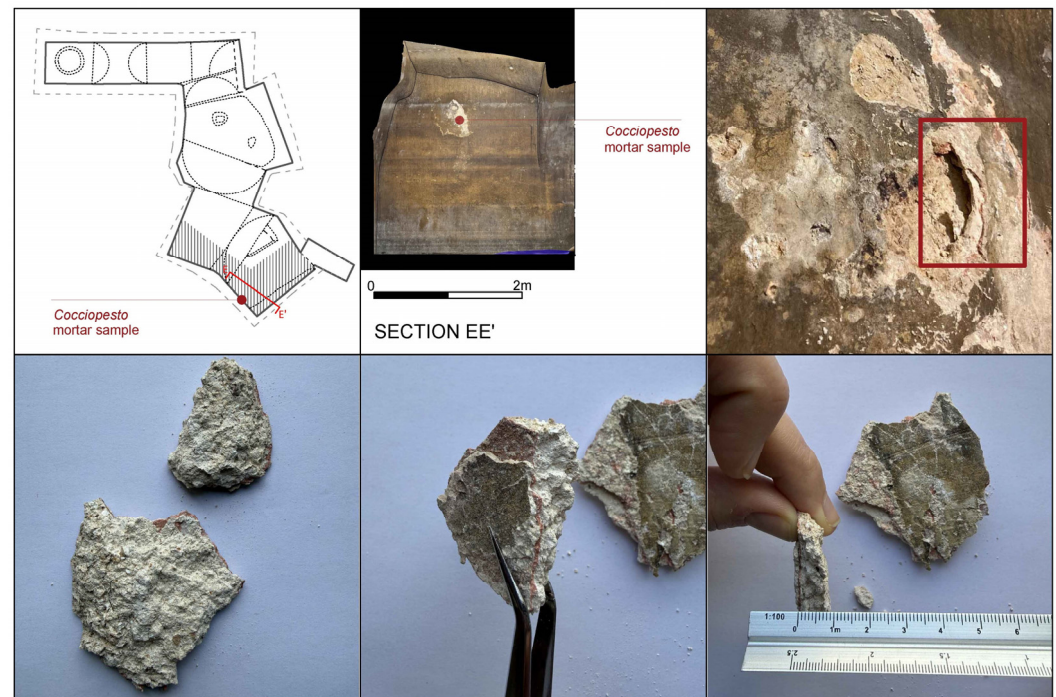 Cocciopesto
mortar sample
E
E'
Cocciopesto
mortar sample
0
2m
SECTION EE'
1:100
0 1m 2 3 4 5 6
2.5 2 1.5 1